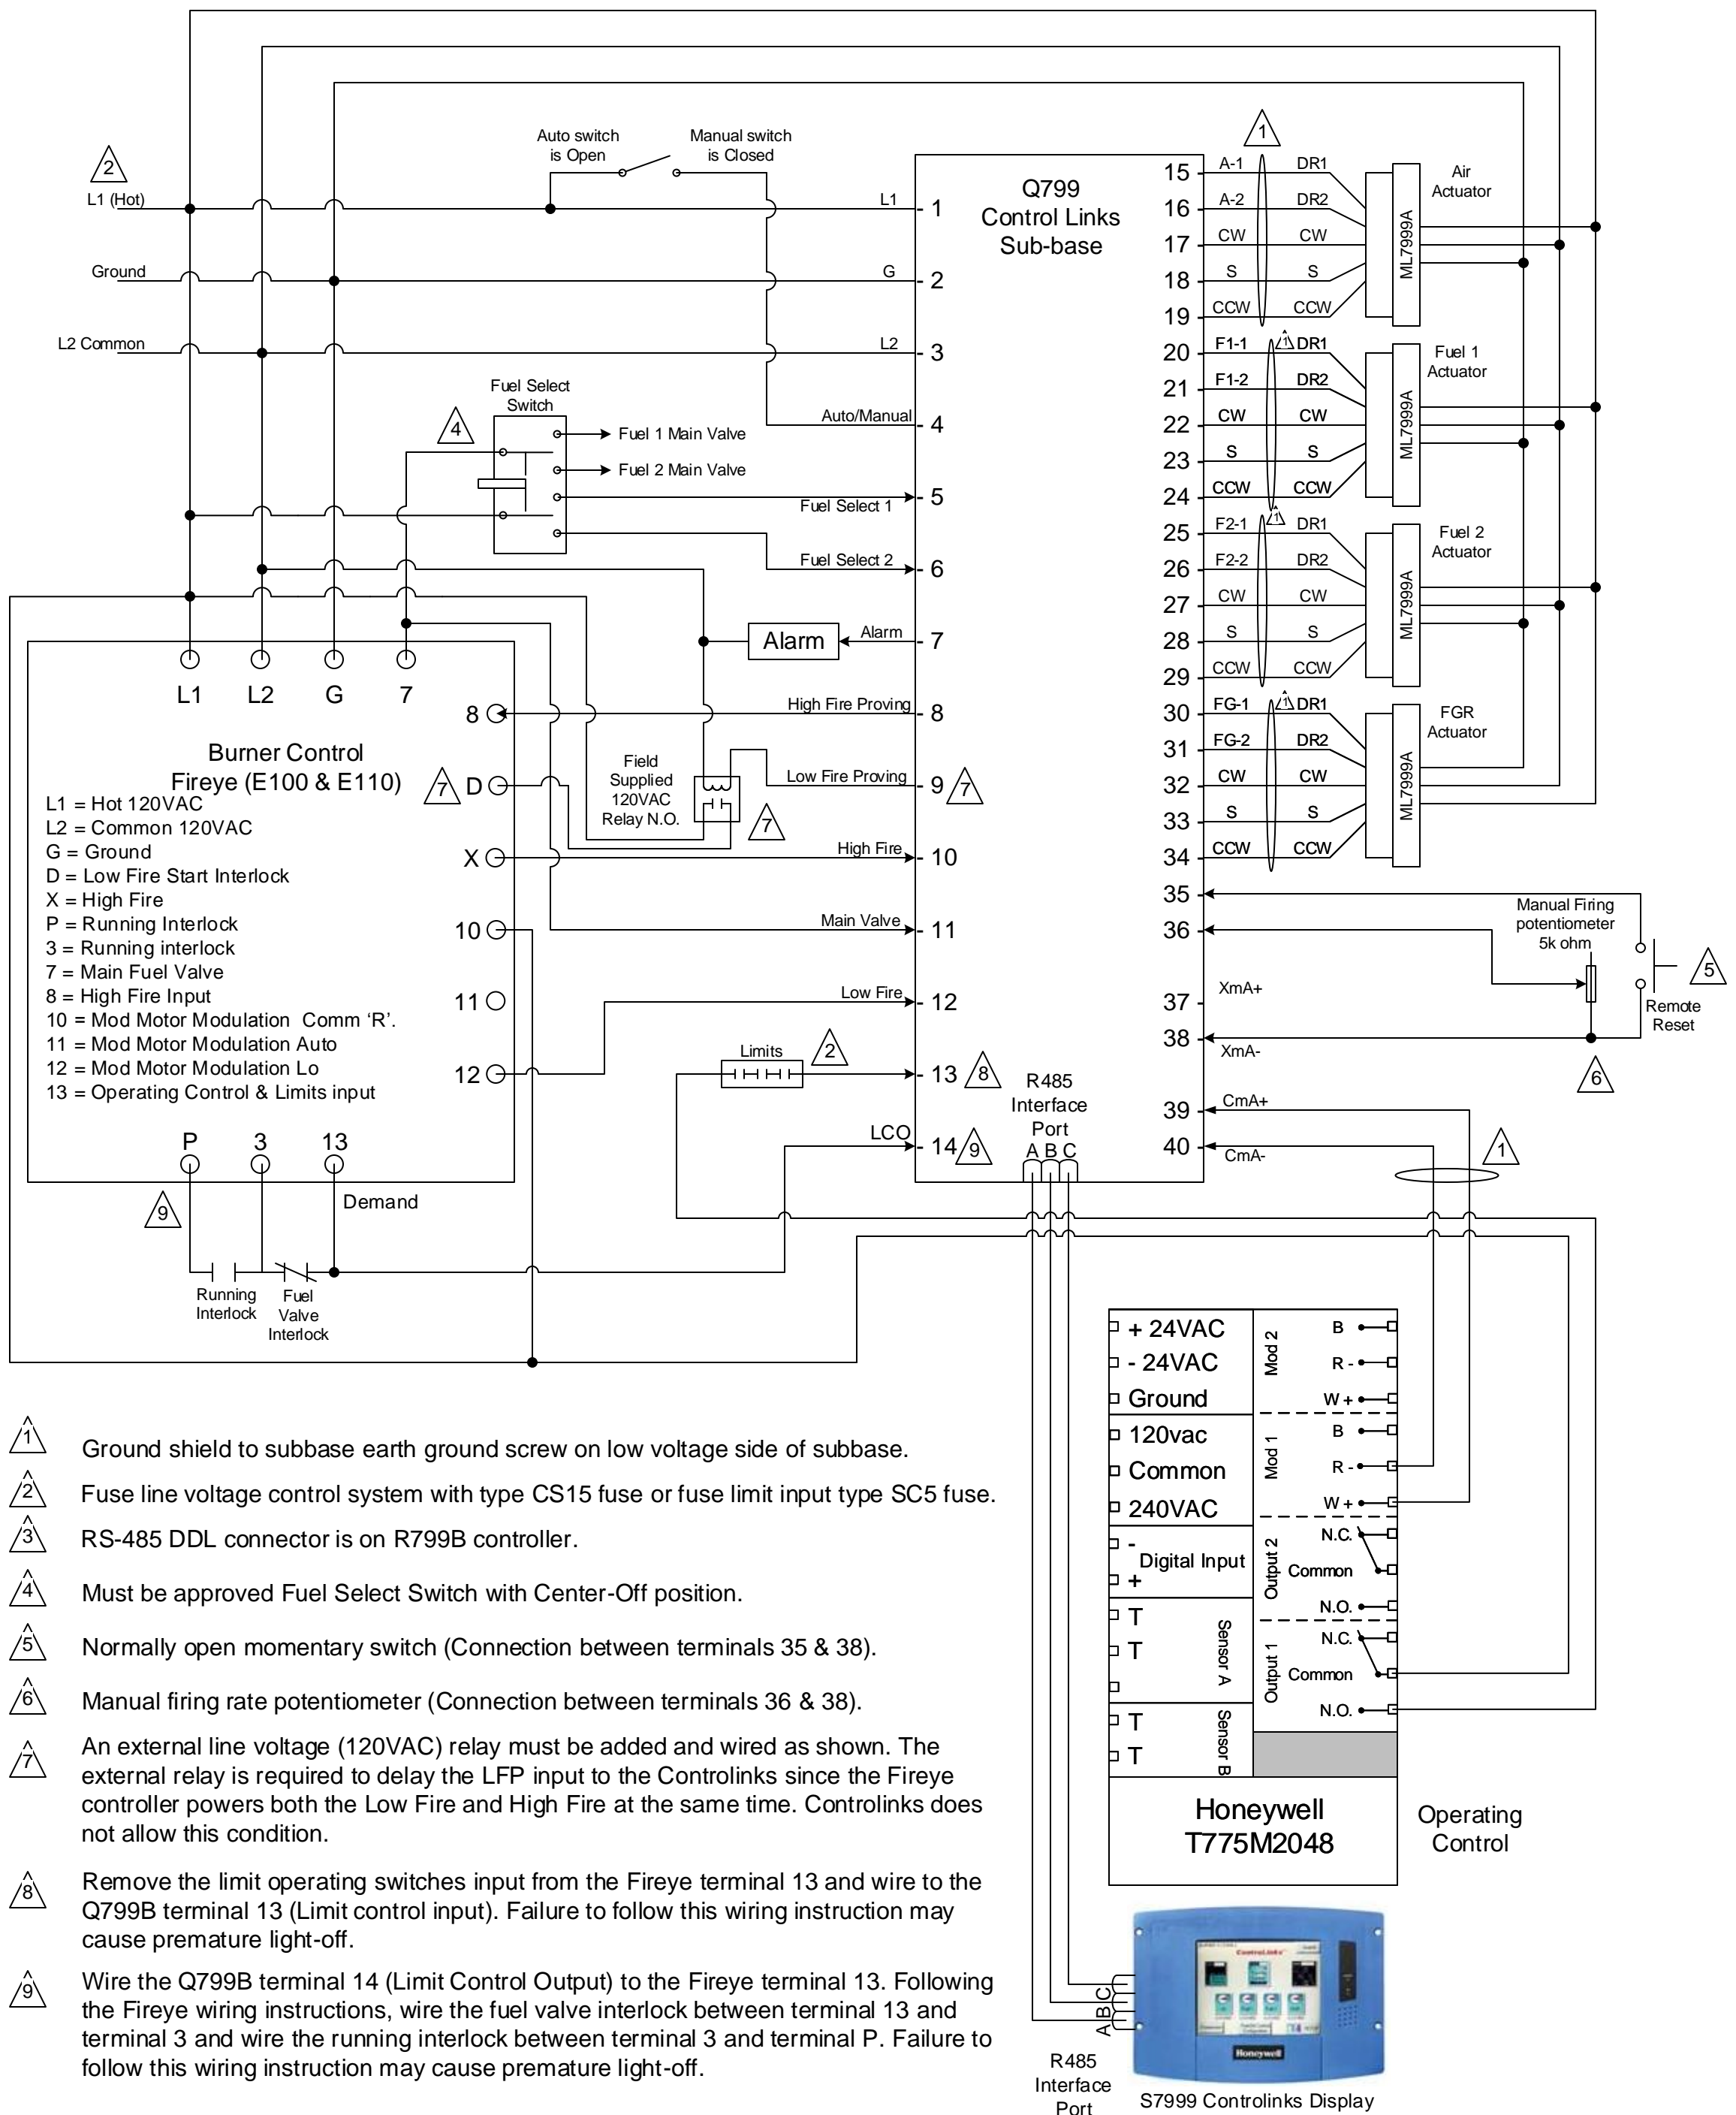 Auto switch
is Open
Manual switch
is Closed
1
2
L1 (Hot)
Ground
L2 Common
L1
G
L2
Auto/Manual
Q799
Control Links
Sub-base
1
2
3
4
5
6
7
8
9
10
11
12
13
14
Fuel Select
Switch
4
Fuel 1 Main Valve
Fuel 2 Main Valve
Fuel Select 1
Fuel Select 2
Alarm
Alarm
High Fire Proving
Low Fire Proving
7
Field
Supplied
120VAC
Relay N.O.
7
High Fire
Main Valve
Low Fire
Limits
2
8
LCO
9
15 A-1 DR1
16 A-2 DR2
17 CW CW
18 S S
19 CCW CCW
Air
Actuator
ML7999A
20 F1-1 1 DR1
21 F1-2 DR2
22 CW CW
23 S S
24 CCW CCW
Fuel 1
Actuator
ML7999A
25 F2-1 1 DR1
26 F2-2 DR2
27 CW CW
28 S S
29 CCW CCW
Fuel 2
Actuator
ML7999A
30 FG-1 1 DR1
31 FG-2 DR2
32 CW CW
33 S S
34 CCW CCW
FGR
Actuator
ML7999A
35
36
37 XmA+
38 XmA-
39 CmA+
40 CmA-
Manual Firing
potentiometer
5k ohm
5
Remote
Reset
6
1
R485
Interface
Port
A B C
L1 L2 G 7
8
D
X
10
11
12
7
Burner Control
Fireye (E100 & E110)
L1 = Hot 120VAC
L2 = Common 120VAC
G = Ground
D = Low Fire Start Interlock
X = High Fire
P = Running Interlock
3 = Running interlock
7 = Main Fuel Valve
8 = High Fire Input
10 = Mod Motor Modulation Comm ‘R’.
11 = Mod Motor Modulation Auto
12 = Mod Motor Modulation Lo
13 = Operating Control & Limits input
P 3 13
9
Demand
Running
Interlock
Fuel
Valve
Interlock
+ 24VAC
- 24VAC
Ground
120vac
Common
240VAC
-
Digital Input
+
T
T
Sensor A
T
T
Sensor B
Mod 2
B
R -
W +
Mod 1
B
R -
W +
Output 2
N.C.
Common
N.O.
Output 1
N.C.
Common
N.O.
Honeywell
T775M2048
Operating
Control
1 Ground shield to subbase earth ground screw on low voltage side of subbase.
2 Fuse line voltage control system with type CS15 fuse or fuse limit input type SC5 fuse.
3 RS-485 DDL connector is on R799B controller.
4 Must be approved Fuel Select Switch with Center-Off position.
5 Normally open momentary switch (Connection between terminals 35 & 38).
6 Manual firing rate potentiometer (Connection between terminals 36 & 38).
7 An external line voltage (120VAC) relay must be added and wired as shown. The
external relay is required to delay the LFP input to the Controlinks since the Fireye
controller powers both the Low Fire and High Fire at the same time. Controlinks does
not allow this condition.
8 Remove the limit operating switches input from the Fireye terminal 13 and wire to the
Q799B terminal 13 (Limit control input). Failure to follow this wiring instruction may
cause premature light-off.
9 Wire the Q799B terminal 14 (Limit Control Output) to the Fireye terminal 13. Following
the Fireye wiring instructions, wire the fuel valve interlock between terminal 13 and
terminal 3 and wire the running interlock between terminal 3 and terminal P. Failure to
follow this wiring instruction may cause premature light-off.
A B C
R485
Interface
Port
ControLinks
Honeywell
S7999 Controlinks Display